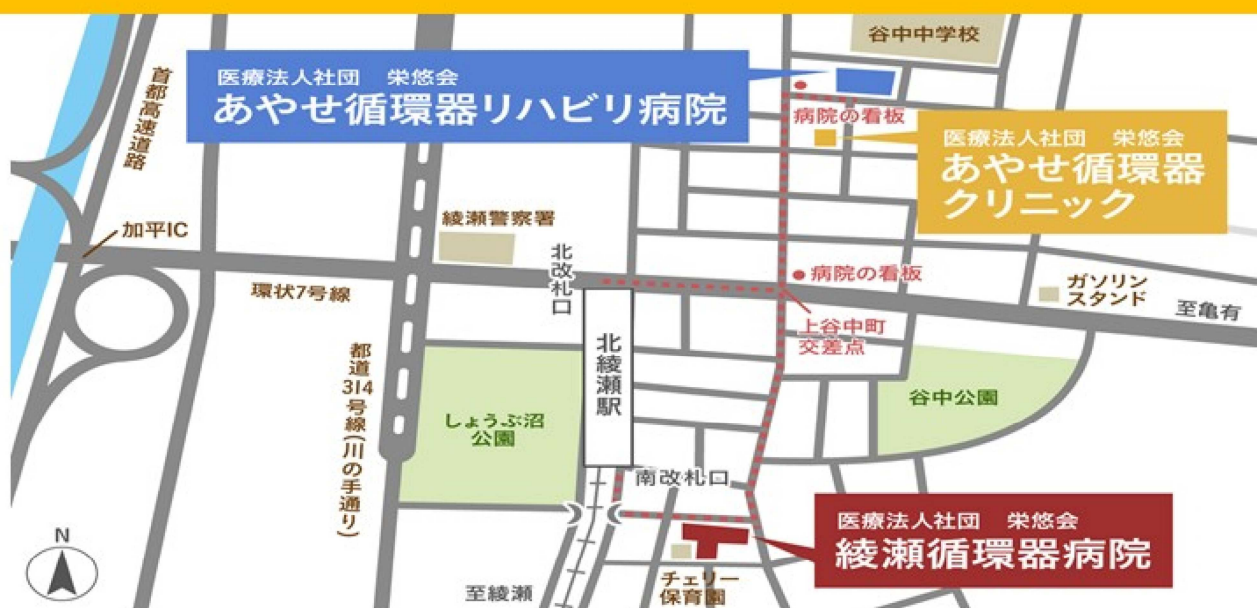 谷中中学校
医療法人社団　栄悠会
あやせ循環器リハビリ病院
首都高速道路
病院の看板
医療法人社団　栄悠会
あやせ循環器
クリニック
綾瀬警察署
加平IC
北改札口
病院の看板
環状7号線
ガソリン
スタンド
至亀有
上谷中町
交差点
北綾瀬駅
都道314号線(川の手通り)
しょうぶ沼
公園
谷中公園
南改札口
医療法人社団　栄悠会
綾瀬循環器病院
N
チェリー
保育園
至綾瀬